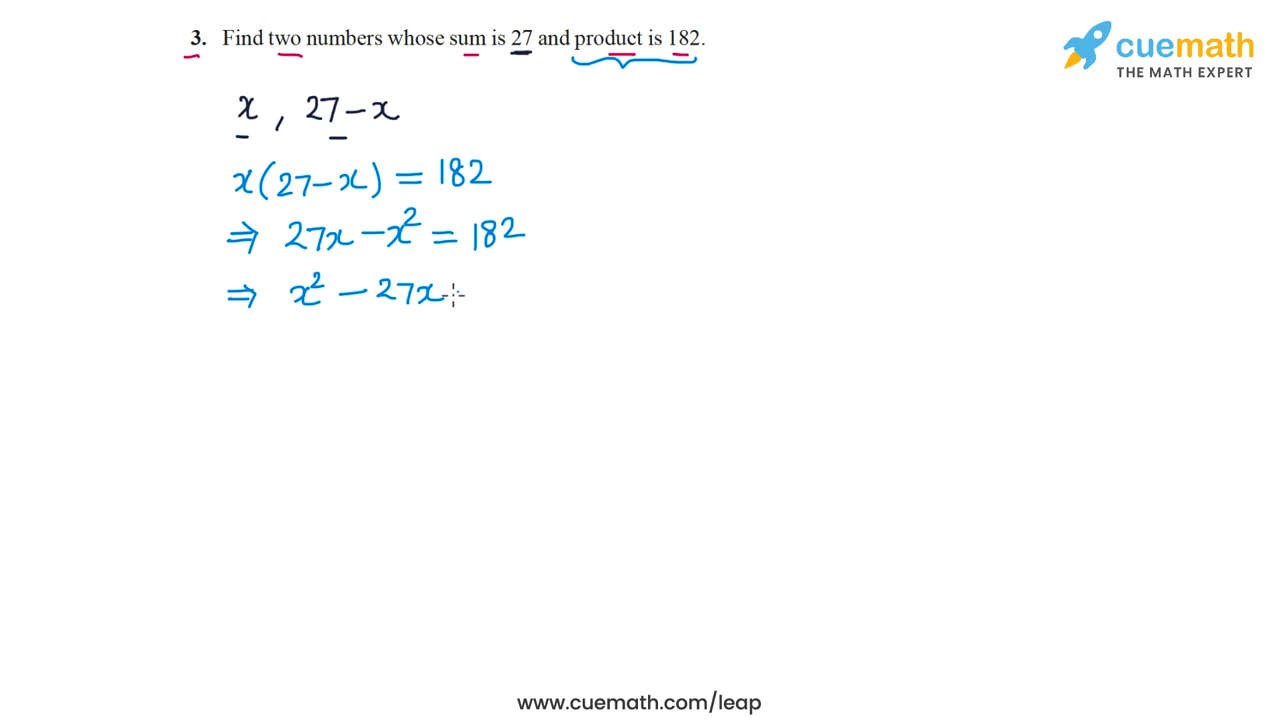 3. Find two numbers whose sum is 27 and product is 182.
cuemath
THE MATH EXPERT
x , 27-x
x(27-x) = 182
⇒ 27x - x² = 182
⇒ x² - 27x
www.cuemath.com/leap